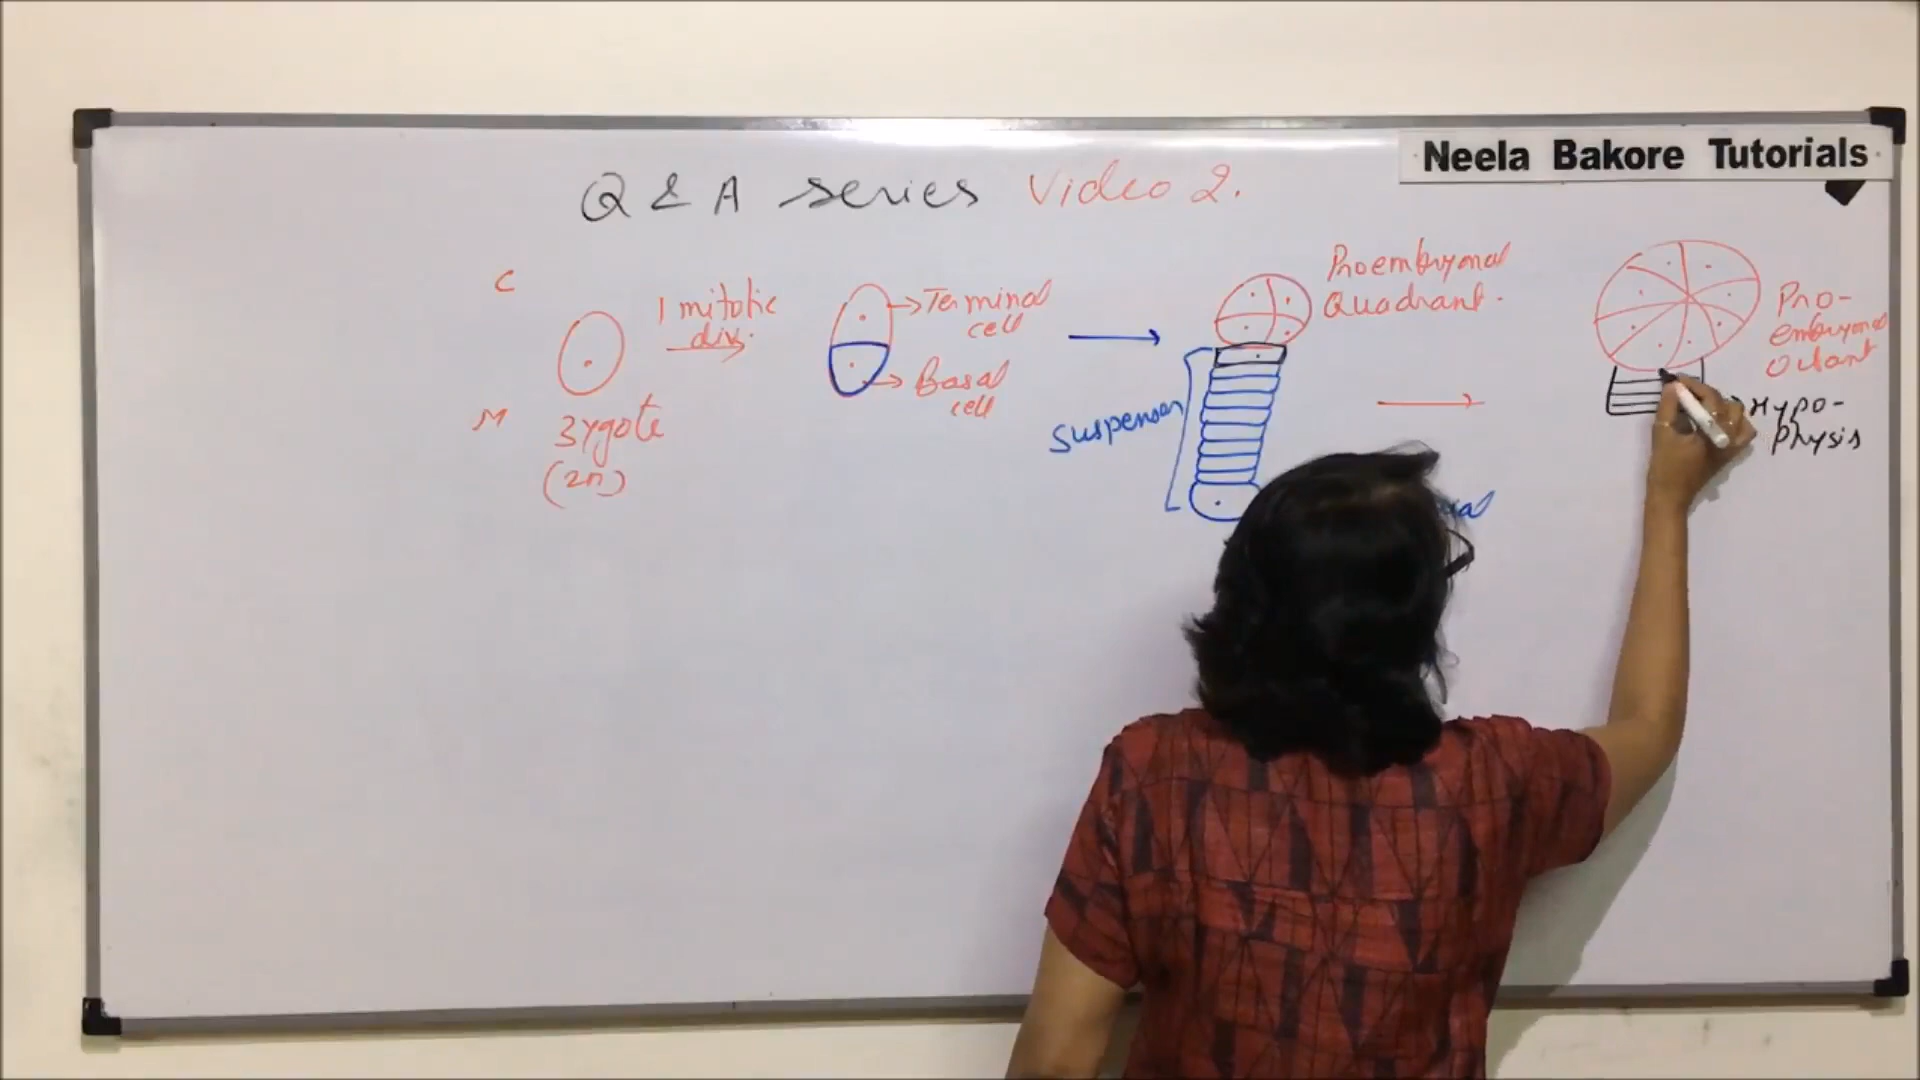 Neela Bakore Tutorials
Q & A series Video 2.
C
M
Zygote
(2n)
1 mitotic
div.
Terminal
cell
Basal
cell
Suspensor
Proembryonal
Quadrant.
Pro-
embryonal
Octant
Hypo-
physis